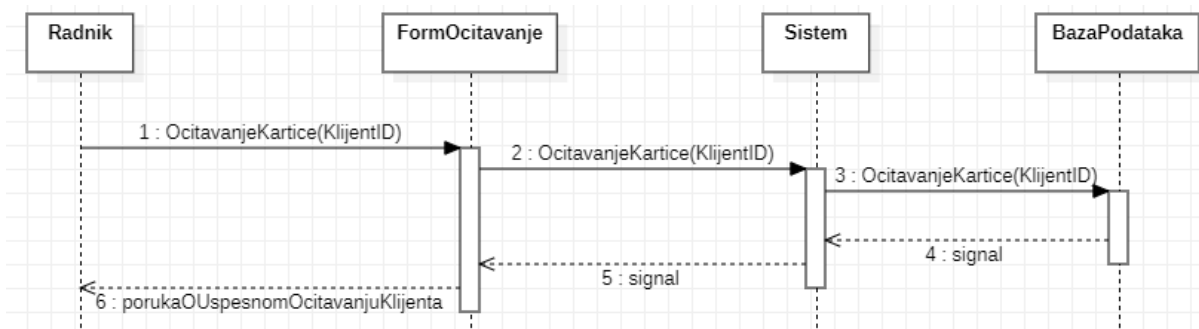 Radnik
FormOcitavanje
Sistem
BazaPodataka
1 : OcitavanjeKartice(KlijentID)
2 : OcitavanjeKartice(KlijentID)
3 : OcitavanjeKartice(KlijentID)
4 : signal
5 : signal
6 : porukaOUspesnomOcitavanjuKlijenta